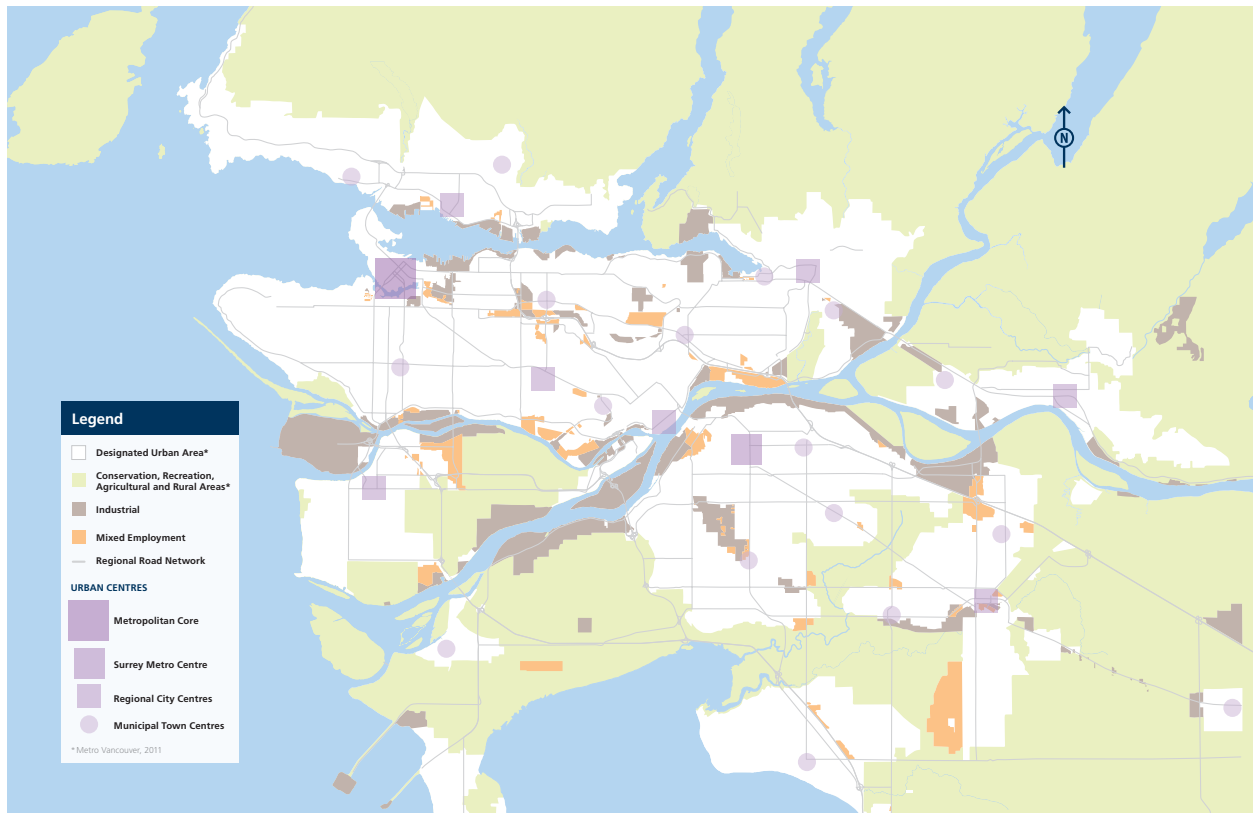 N
Legend
Designated Urban Area*
Conservation, Recreation,
Agricultural and Rural Areas*
Industrial
Mixed Employment
Regional Road Network
URBAN CENTRES
Metropolitan Core
Surrey Metro Centre
Regional City Centres
Municipal Town Centres
* Metro Vancouver, 2011